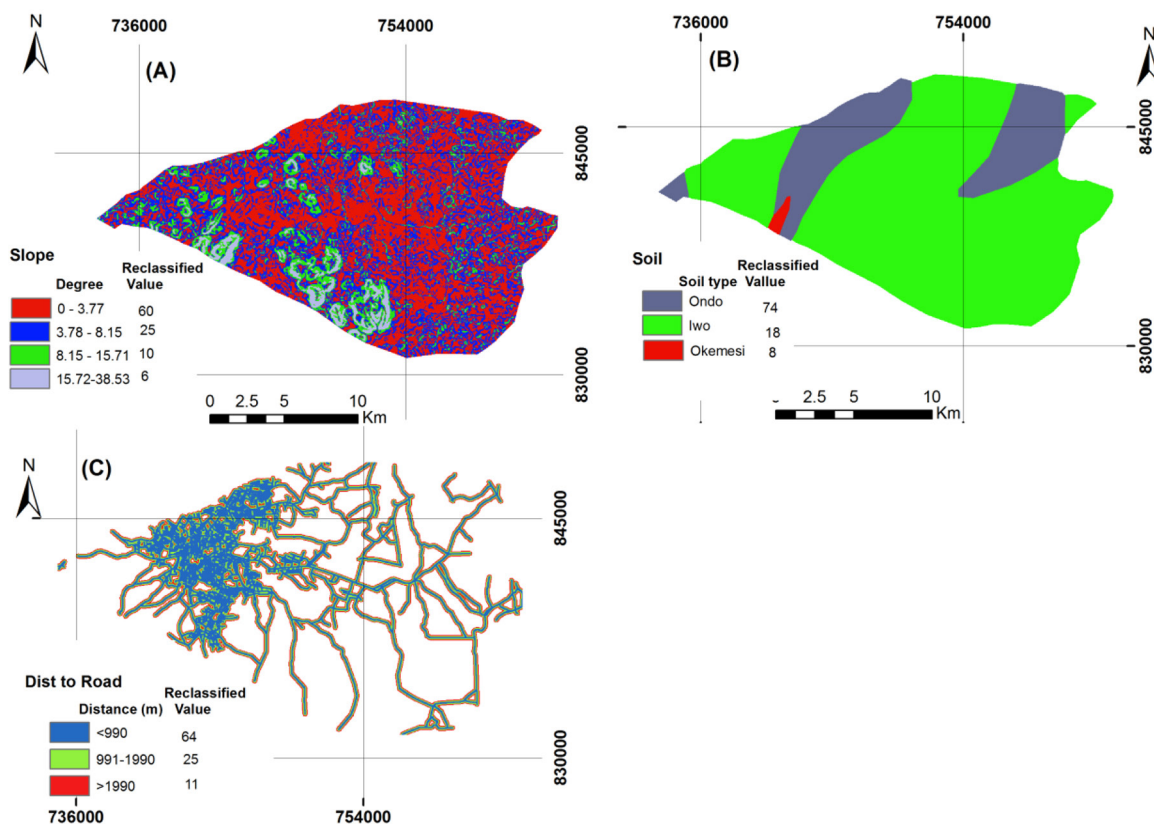 736000 754000
N
(A)
845000
Slope
Degree Reclassified Value
0 - 3.77 60
3.78 - 8.15 25
8.15 - 15.71 10
15.72-38.53 6
830000
0 2.5 5 10
Km
736000 754000
N
(B)
845000
Soil
Soil type Reclassified Vallue
Ondo 74
Iwo 18
Okemesi 8
830000
2.5 5 10
Km
N
(C)
845000
Dist to Road
Distance (m) Reclassified Value
<990 64
991-1990 25
>1990 11
830000
736000 754000